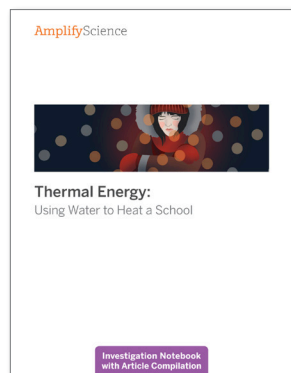 AmplifyScience
Thermal Energy:
Using Water to Heat a School
Investigation Notebook
with Article Compilation